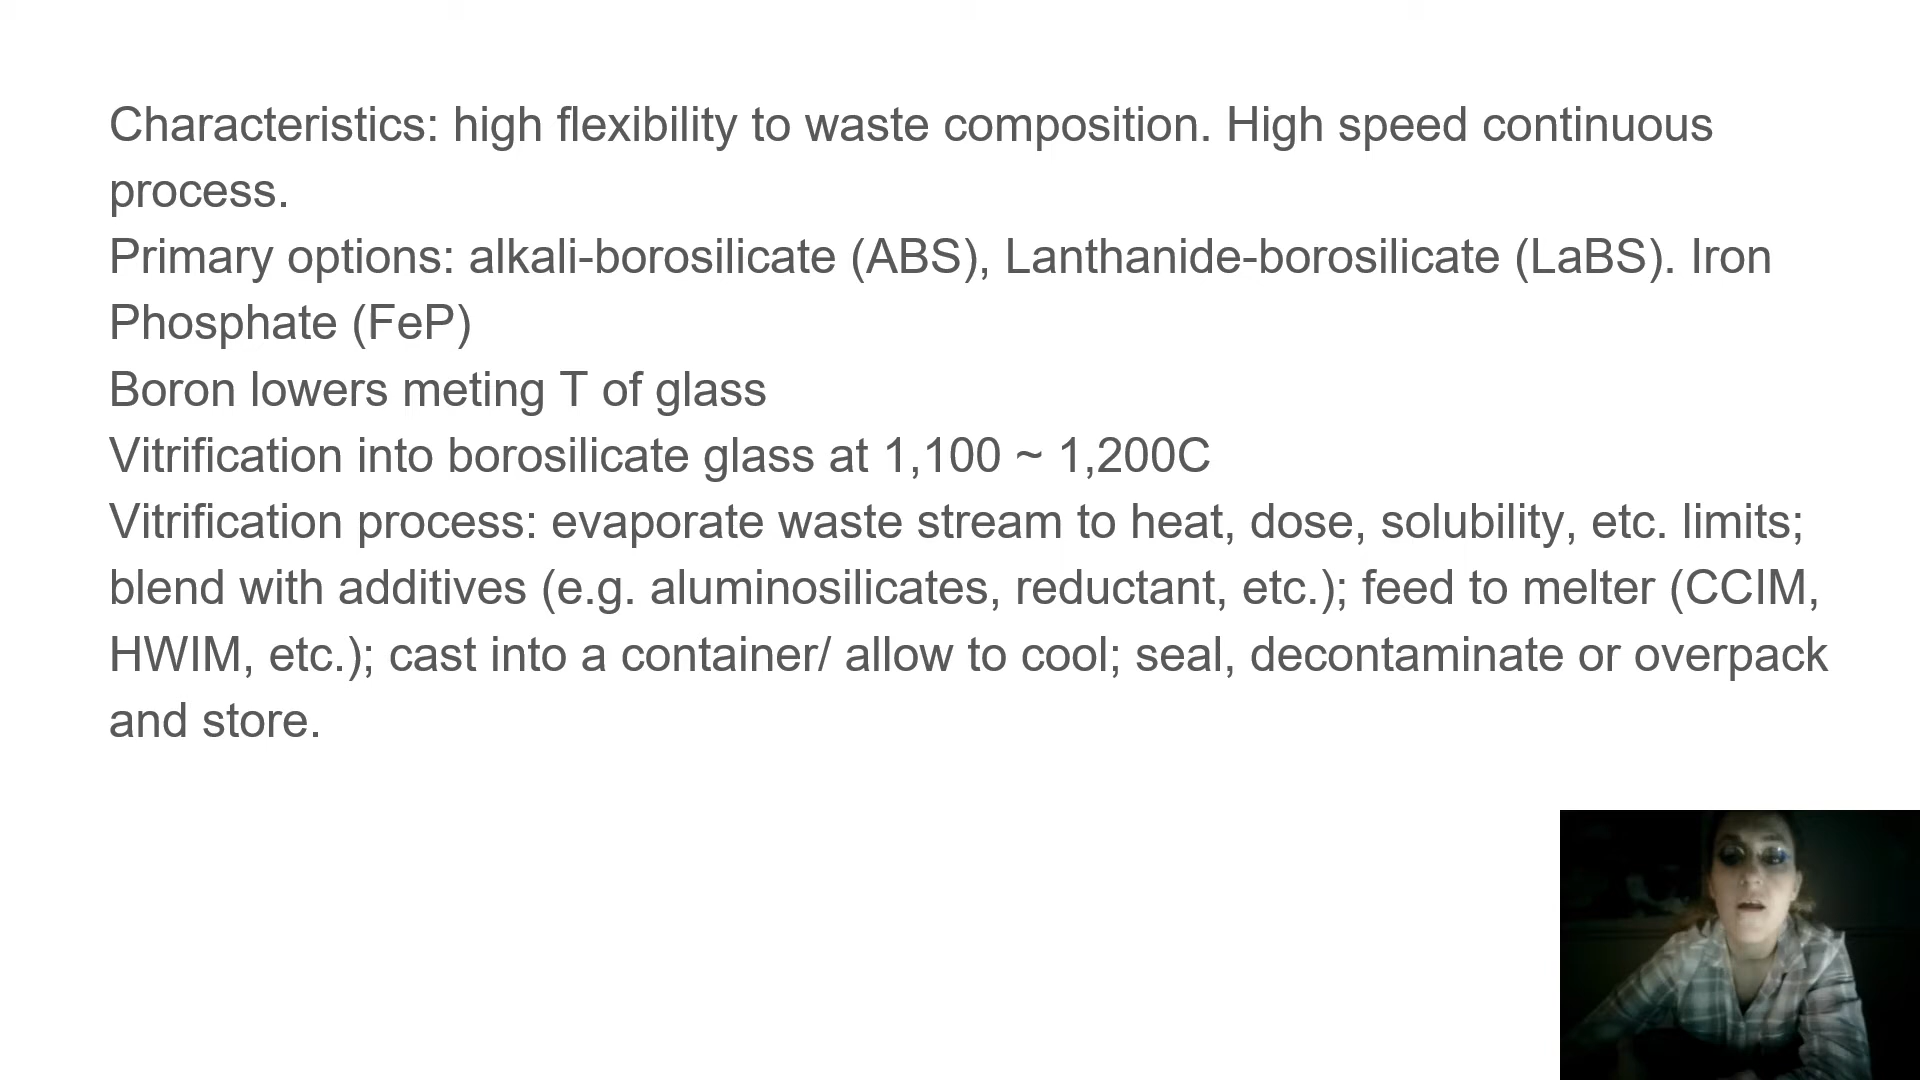 Characteristics: high flexibility to waste composition. High speed continuous
process.
Primary options: alkali-borosilicate (ABS), Lanthanide-borosilicate (LaBS). Iron
Phosphate (FeP)
Boron lowers meting T of glass
Vitrification into borosilicate glass at 1,100 ~ 1,200C
Vitrification process: evaporate waste stream to heat, dose, solubility, etc. limits;
blend with additives (e.g. aluminosilicates, reductant, etc.); feed to melter (CCIM,
HWIM, etc.); cast into a container/ allow to cool; seal, decontaminate or overpack
and store.